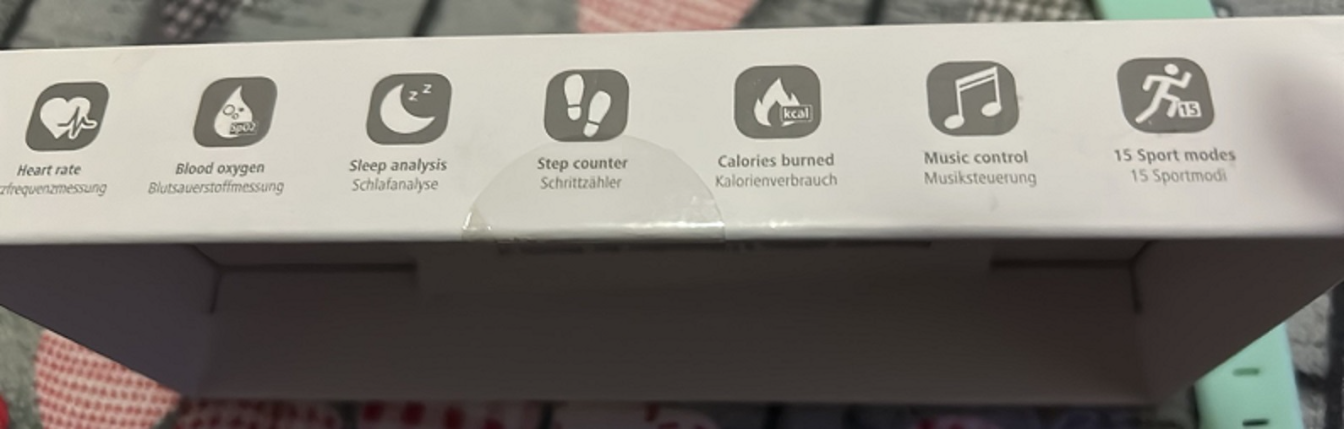 Heart rate
zfrequenzmessung
SpO2
Blood oxygen
Blutsauerstoffmessung
z z
Sleep analysis
Schlafanalyse
Step counter
Schrittzähler
kcal
Calories burned
Kalorienverbrauch
Music control
Musiksteuerung
15
15 Sport modes
15 Sportmodi